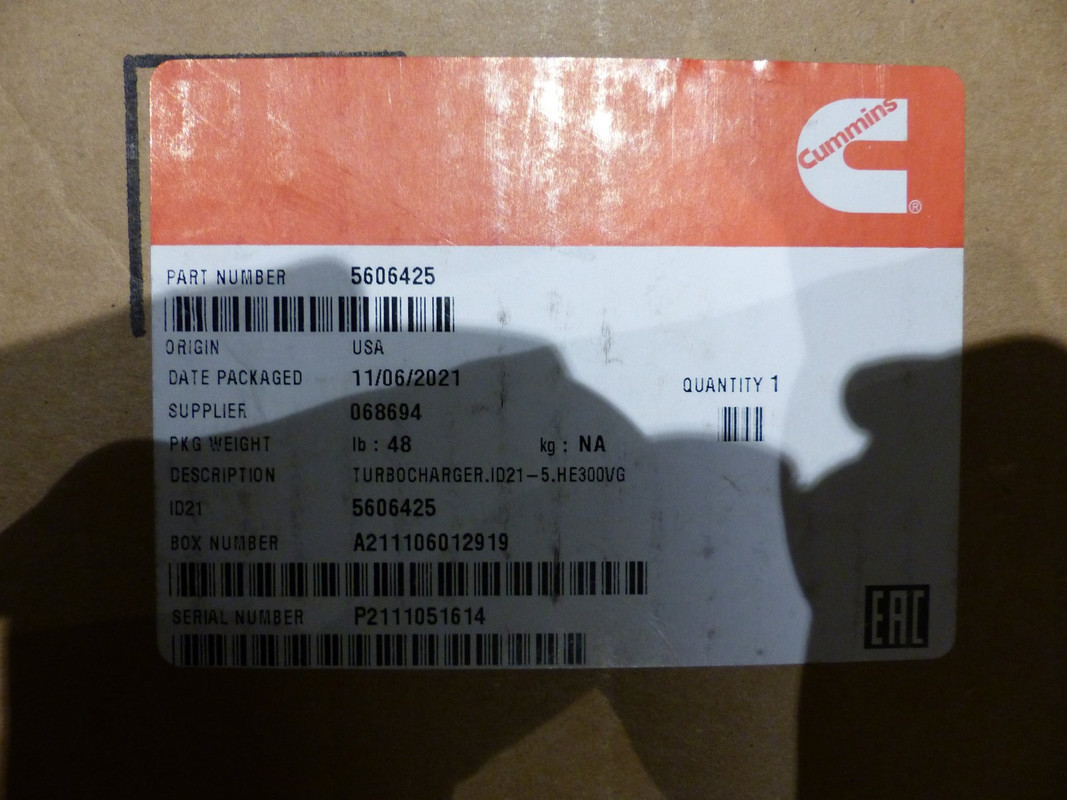 Cummins
®
PART NUMBER 5606425
ORIGIN USA
DATE PACKAGED 11/06/2021
QUANTITY 1
SUPPLIER 068694
PKG WEIGHT lb : 48 kg : NA
DESCRIPTION TURBOCHARGER.ID21-5.HE300VG
ID21 5606425
BOX NUMBER A211106012919
SERIAL NUMBER P2111051614
EAC